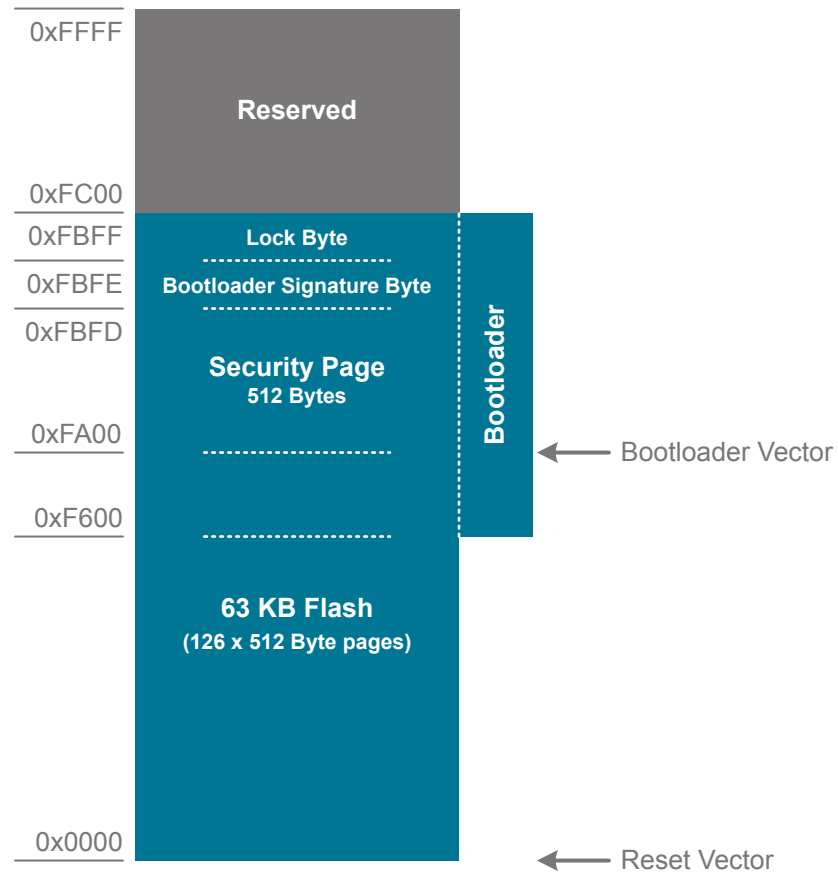 0xFFFF
Reserved
0xFC00
0xFBFF
Lock Byte
0xFBFE
Bootloader Signature Byte
0xFBFD
Security Page
512 Bytes
Bootloader
0xFA00
Bootloader Vector
0xF600
63 KB Flash
(126 x 512 Byte pages)
0x0000
Reset Vector